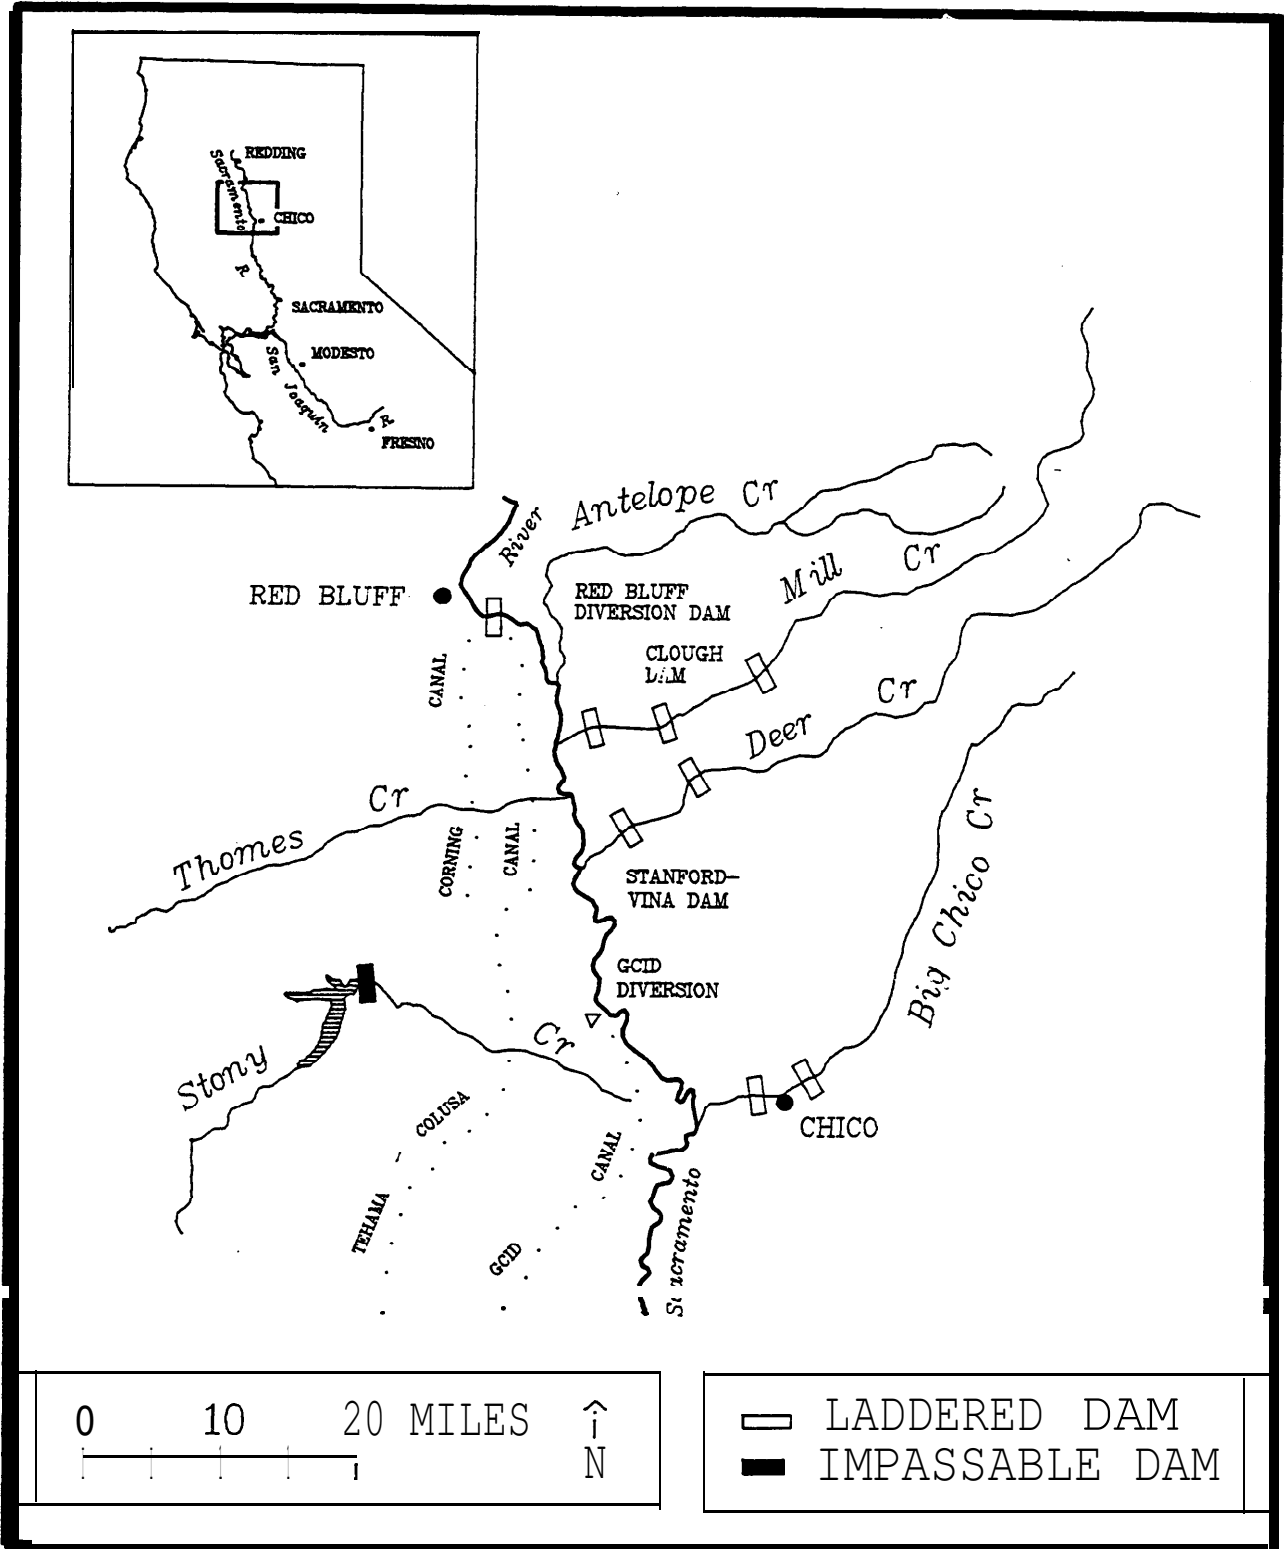 REDDING
Sacramento
CHICO
R
SACRAMENTO
MODESTO
San Joaquin
R
FRESNO
Antelope Cr
River
RED BLUFF
RED BLUFF
DIVERSION DAM
Mill Cr
CLOUGH
CANAL
Deer Cr
Thomes Cr
CORNING
CANAL
STANFORD-
VINA DAM
Big Chico Cr
GCID
DIVERSION
Stony Cr
COLUSA
CANAL
CHICO
TEHAMA
GCID
Sacramento
0 10 20 MILES
N
LADDERED DAM
IMPASSABLE DAM